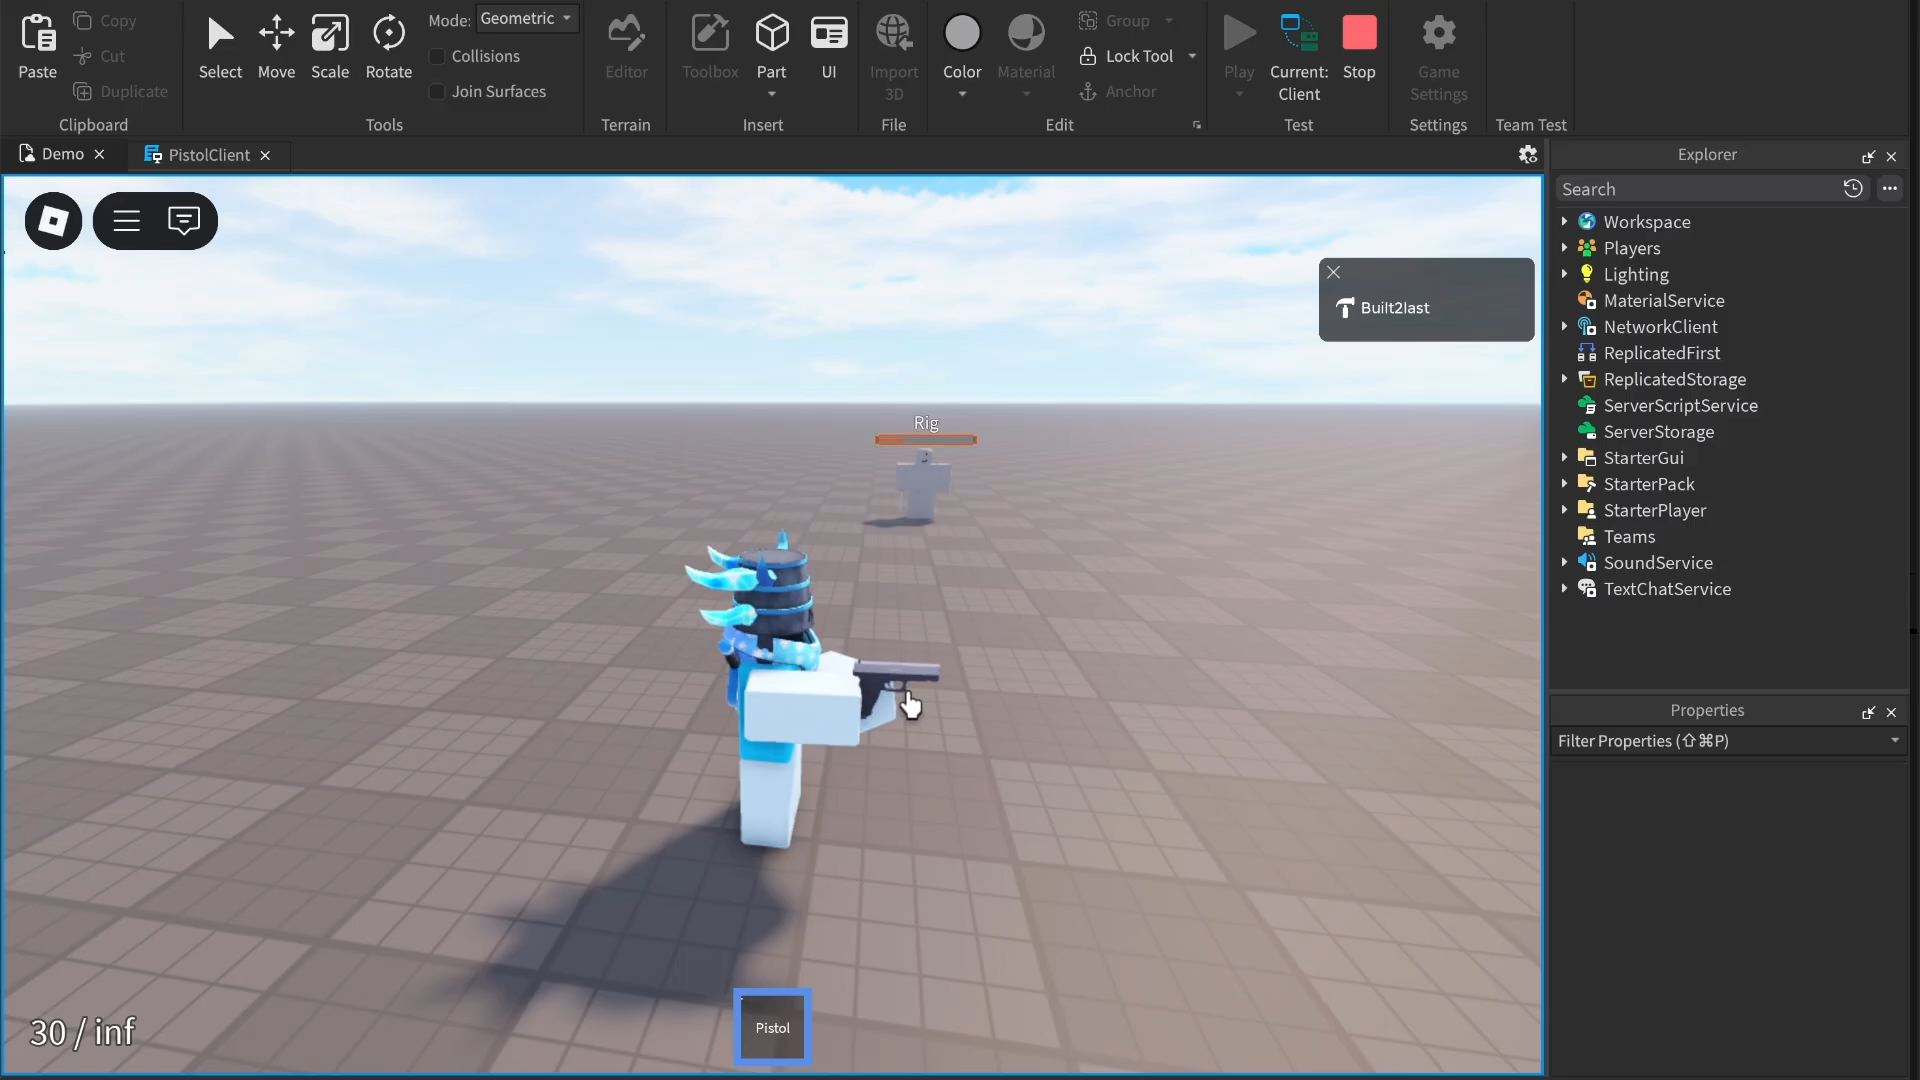 Paste
Copy
Cut
Duplicate
Clipboard
Select
Move
Scale
Rotate
Mode: Geometric
Collisions
Join Surfaces
Tools
Editor
Terrain
Toolbox
Part
UI
Insert
Import
3D
File
Color
Material
Group
Lock Tool
Anchor
Edit
Play
Current:
Client
Stop
Test
Game
Settings
Settings
Team Test
Demo
PistolClient
Explorer
Search
Workspace
Players
Lighting
MaterialService
NetworkClient
ReplicatedFirst
ReplicatedStorage
ServerScriptService
ServerStorage
StarterGui
StarterPack
StarterPlayer
Teams
SoundService
TextChatService
Properties
Filter Properties (⇧⌘P)
Built2last
Rig
30 / inf
Pistol